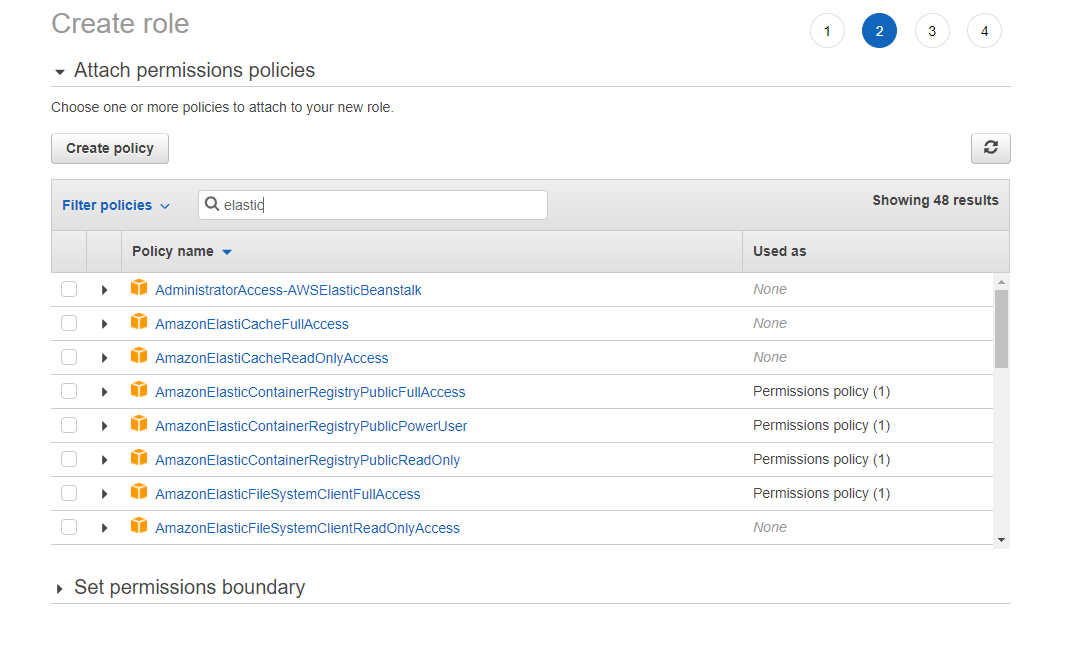 Create role
1 2 3 4
Attach permissions policies
Choose one or more policies to attach to your new role.
Create policy
Filter policies elastic Showing 48 results
Policy name Used as
AdministratorAccess-AWSElasticBeanstalk None
AmazonElastiCacheFullAccess None
AmazonElastiCacheReadOnlyAccess None
AmazonElasticContainerRegistryPublicFullAccess Permissions policy (1)
AmazonElasticContainerRegistryPublicPowerUser Permissions policy (1)
AmazonElasticContainerRegistryPublicReadOnly Permissions policy (1)
AmazonElasticFileSystemClientFullAccess Permissions policy (1)
AmazonElasticFileSystemClientReadOnlyAccess None
Set permissions boundary